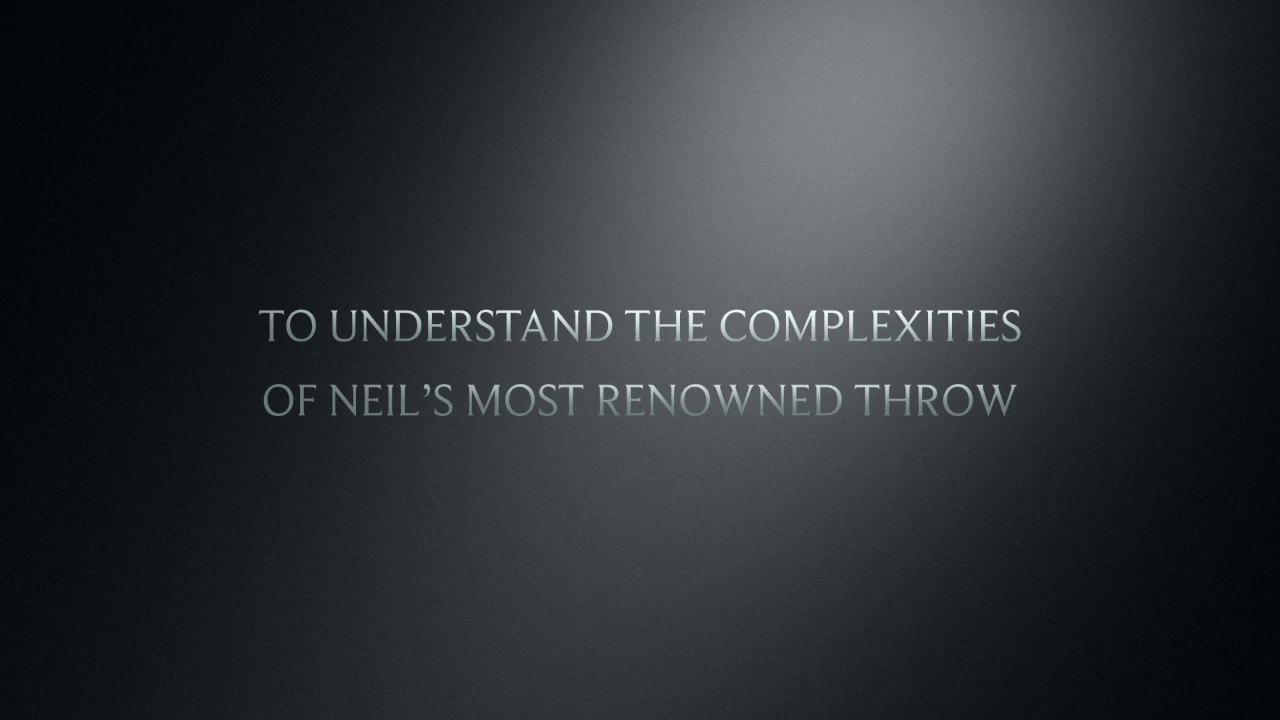 TO UNDERSTAND THE COMPLEXITIES
OF NEIL’S MOST RENOWNED THROW